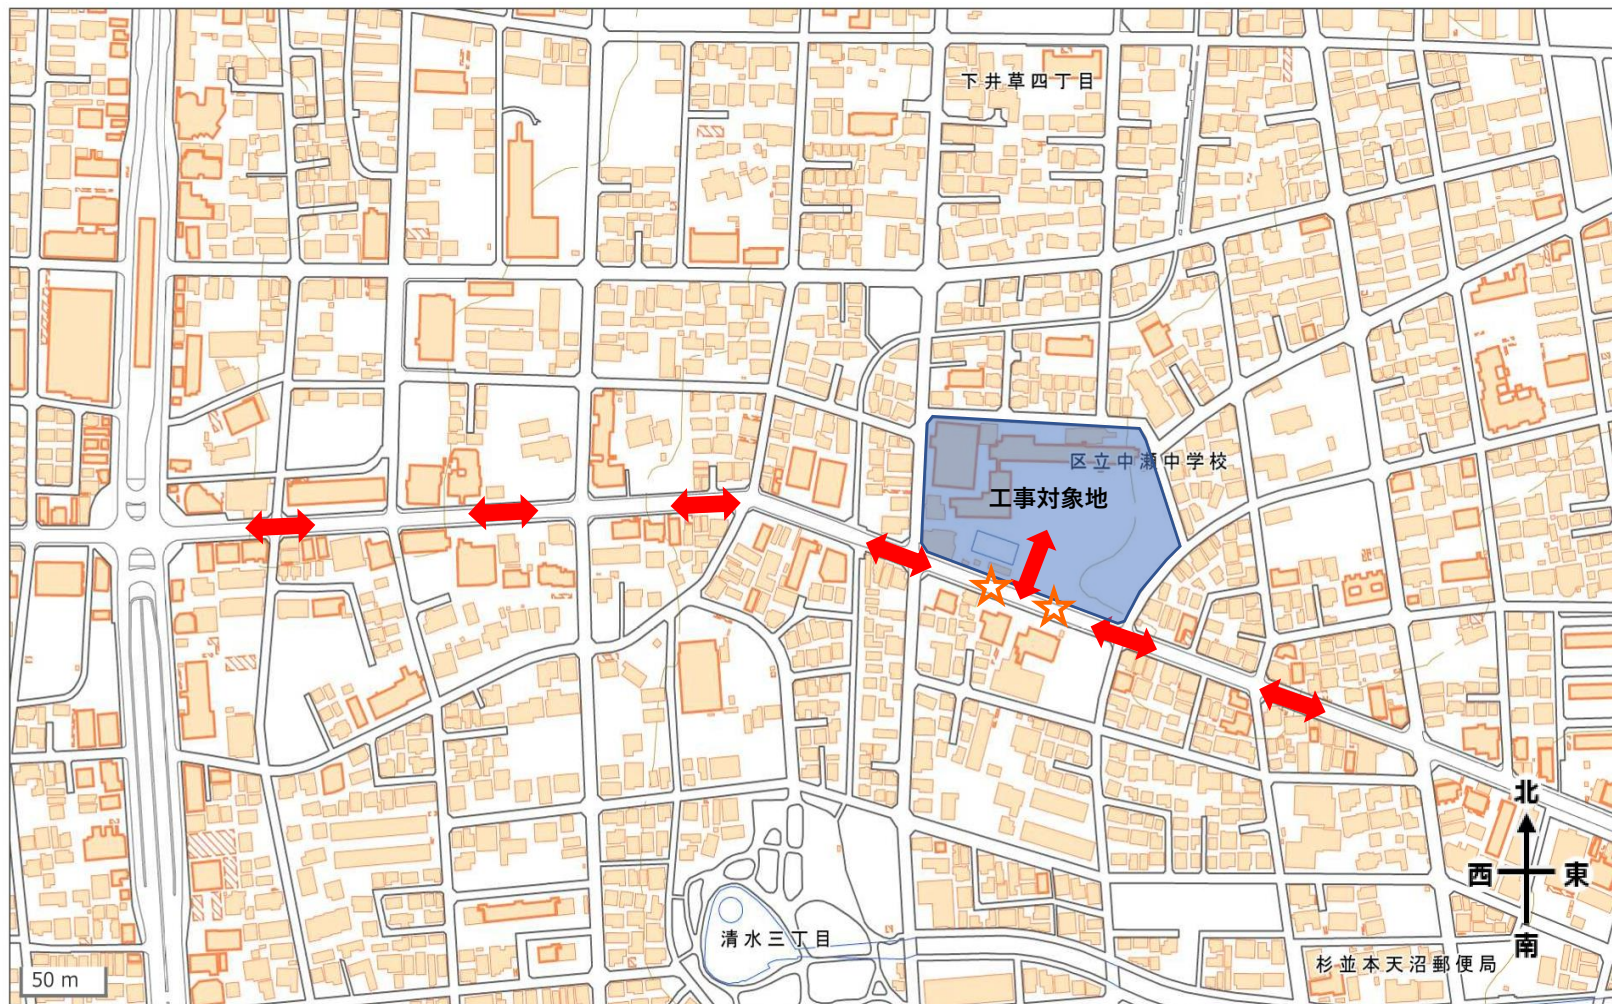 下井草四丁目
区立中瀬中学校
工事対象地
北
西 東
南
清水三丁目
杉並本天沼郵便局
50 m